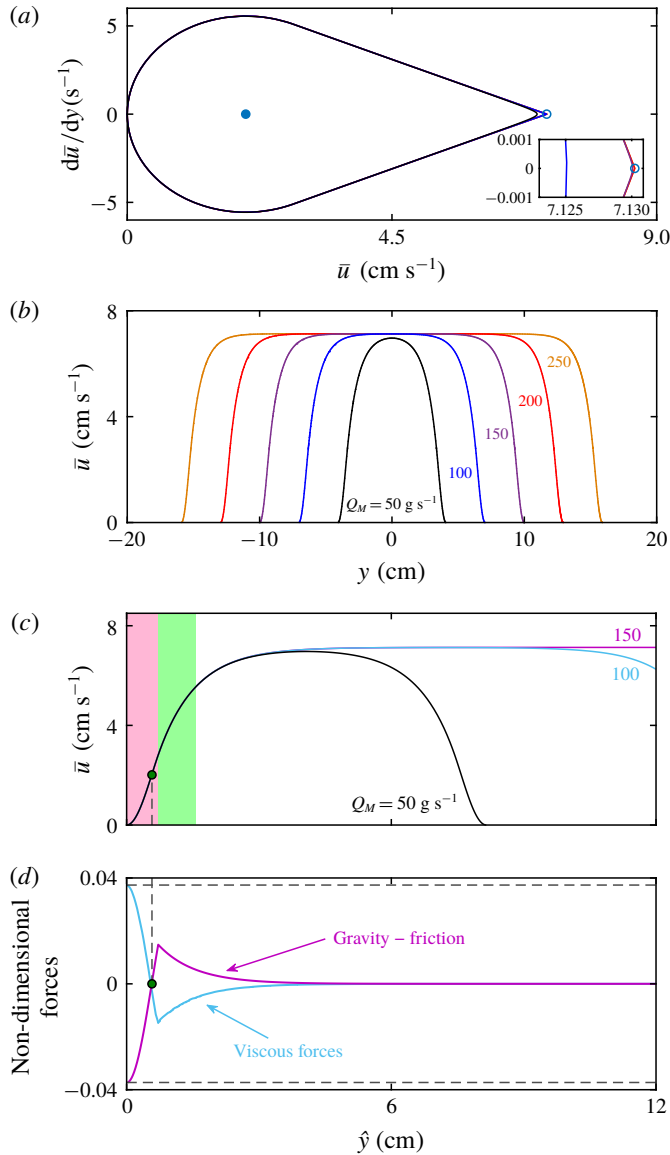 (a)
5
0
−5
dū/dy (s⁻¹)
0.001
0
−0.001
7.125
7.130
0
4.5
9.0
ū (cm s⁻¹)
(b)
8
4
0
ū (cm s⁻¹)
250
200
150
100
Q_M = 50 g s⁻¹
−20
−10
0
10
20
y (cm)
(c)
8
4
0
ū (cm s⁻¹)
150
100
Q_M = 50 g s⁻¹
(d)
0.04
0
−0.04
Non-dimensional
forces
Gravity – friction
Viscous forces
0
6
12
ŷ (cm)